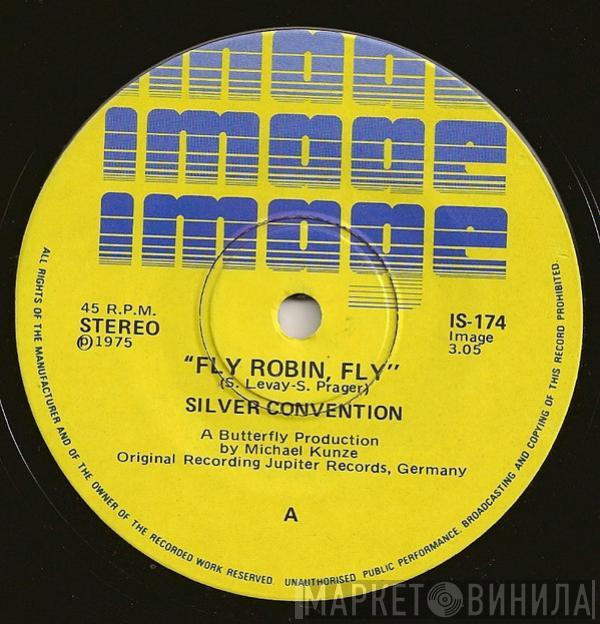 image
image
image
45 R.P.M.
STEREO
℗1975
IS-174
Image
3.05
"FLY ROBIN, FLY"
(S. Levay-S. Prager)
SILVER CONVENTION
A Butterfly Production
by Michael Kunze
Original Recording Jupiter Records, Germany
A
ALL RIGHTS OF THE MANUFACTURER AND OF THE OWNER OF THE RECORDED WORK RESERVED. UNAUTHORISED PUBLIC PERFORMANCE, BROADCASTING AND COPYING OF THIS RECORD PROHIBITED.
МАРКЕТ ВИНИЛА